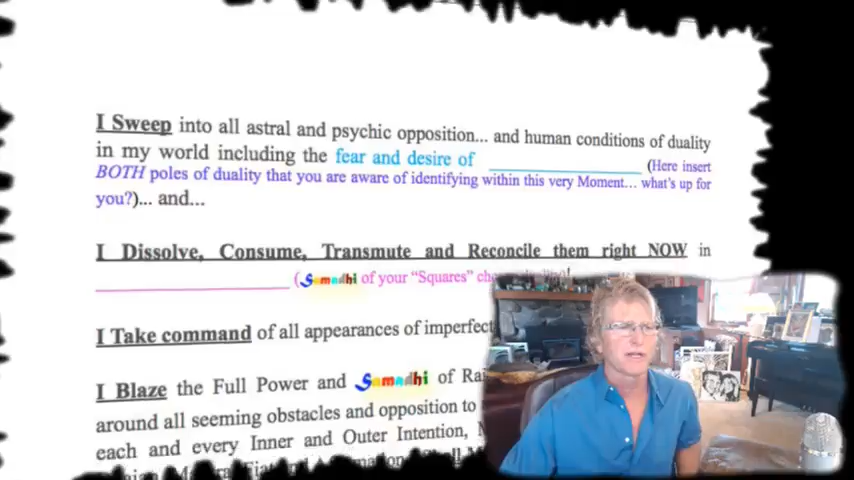 I Sweep into all astral and psychic opposition... and human conditions of duality
in my world including the fear and desire of _______________ (Here insert
BOTH poles of duality that you are aware of identifying within this very Moment... what's up for
you?)... and...
I Dissolve, Consume, Transmute and Reconcile them right NOW in
_______________ (Samadhi of your "Squares"
I Take command of all appearances of
I Blaze the Full Power and Samadhi of
around all seeming obstacles and opposition to
each and every Inner and Outer Intention,